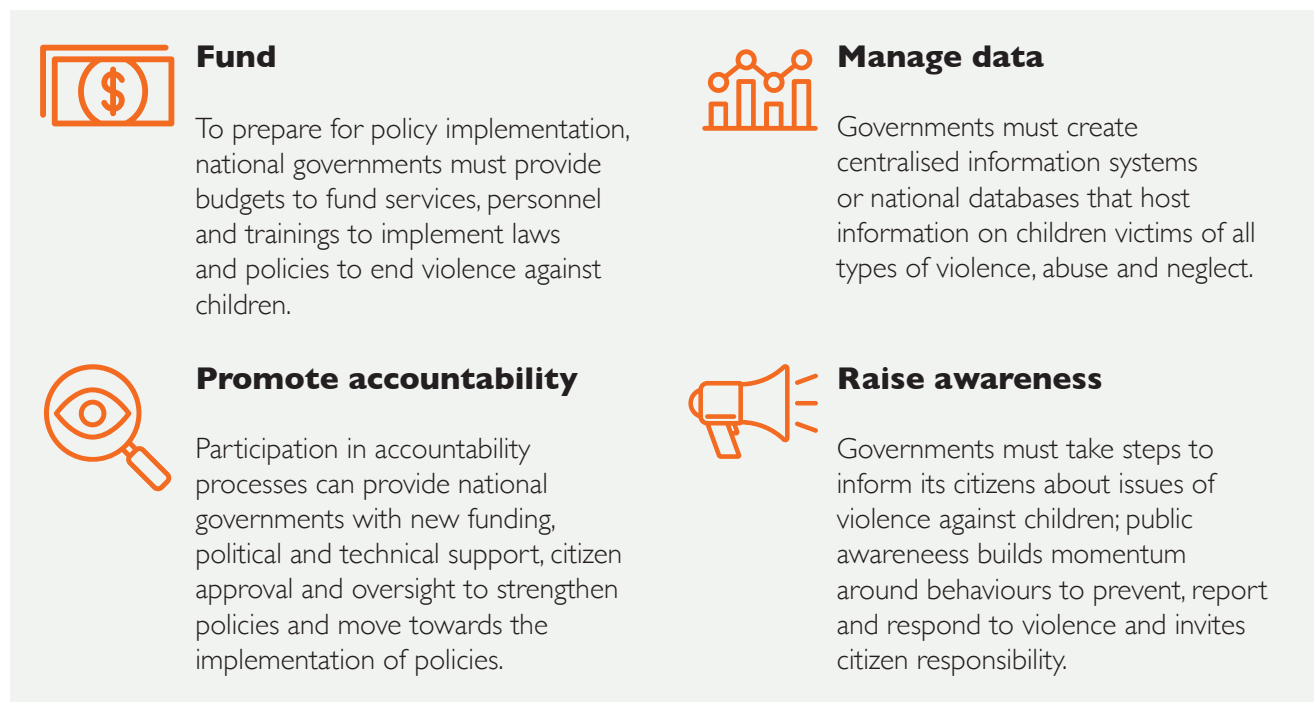 Fund
To prepare for policy implementation,
national governments must provide
budgets to fund services, personnel
and trainings to implement laws
and policies to end violence against
children.
Manage data
Governments must create
centralised information systems
or national databases that host
information on children victims of all
types of violence, abuse and neglect.
Promote accountability
Participation in accountability
processes can provide national
governments with new funding,
political and technical support, citizen
approval and oversight to strengthen
policies and move towards the
implementation of policies.
Raise awareness
Governments must take steps to
inform its citizens about issues of
violence against children; public
awareneess builds momentum
around behaviours to prevent, report
and respond to violence and invites
citizen responsibility.